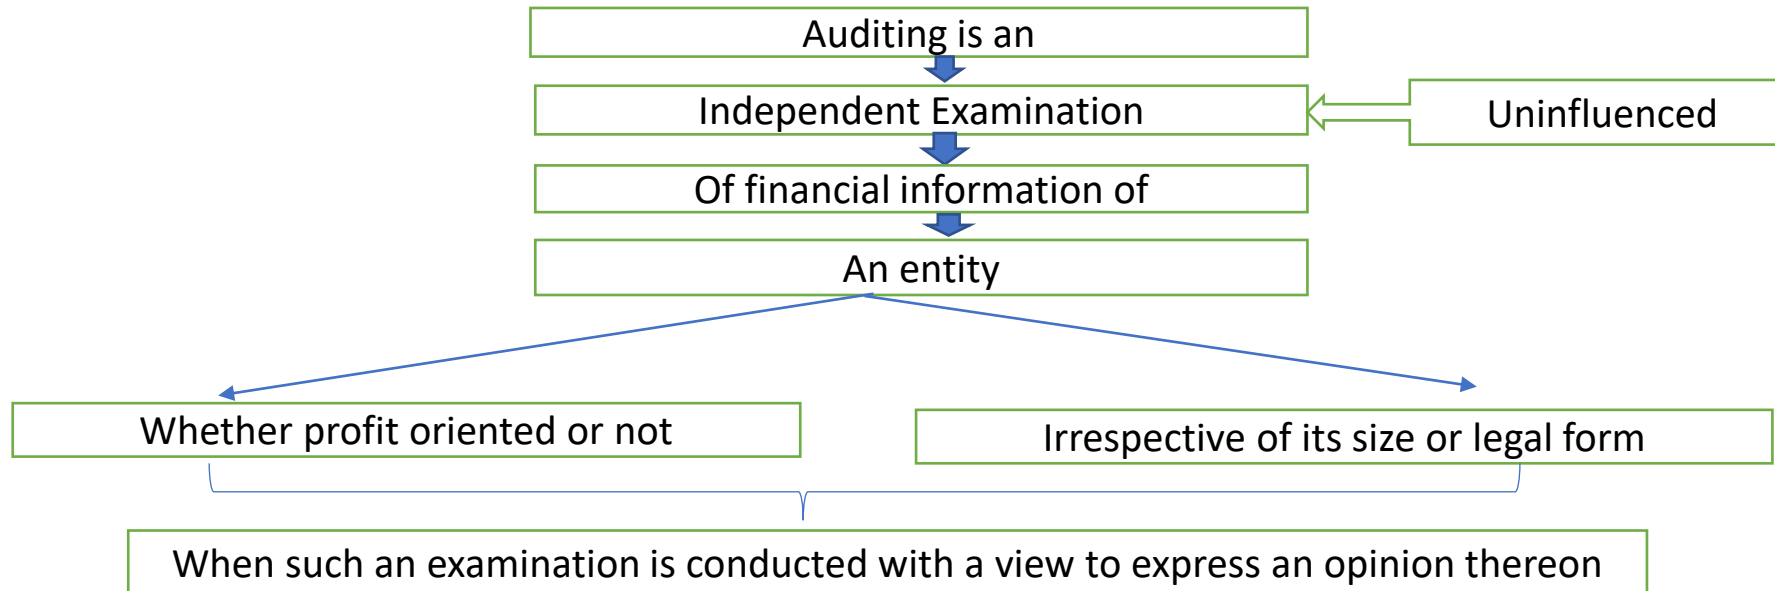 Auditing is an
Independent Examination
Uninfluenced
Of financial information of
An entity
Whether profit oriented or not
Irrespective of its size or legal form
When such an examination is conducted with a view to express an opinion thereon